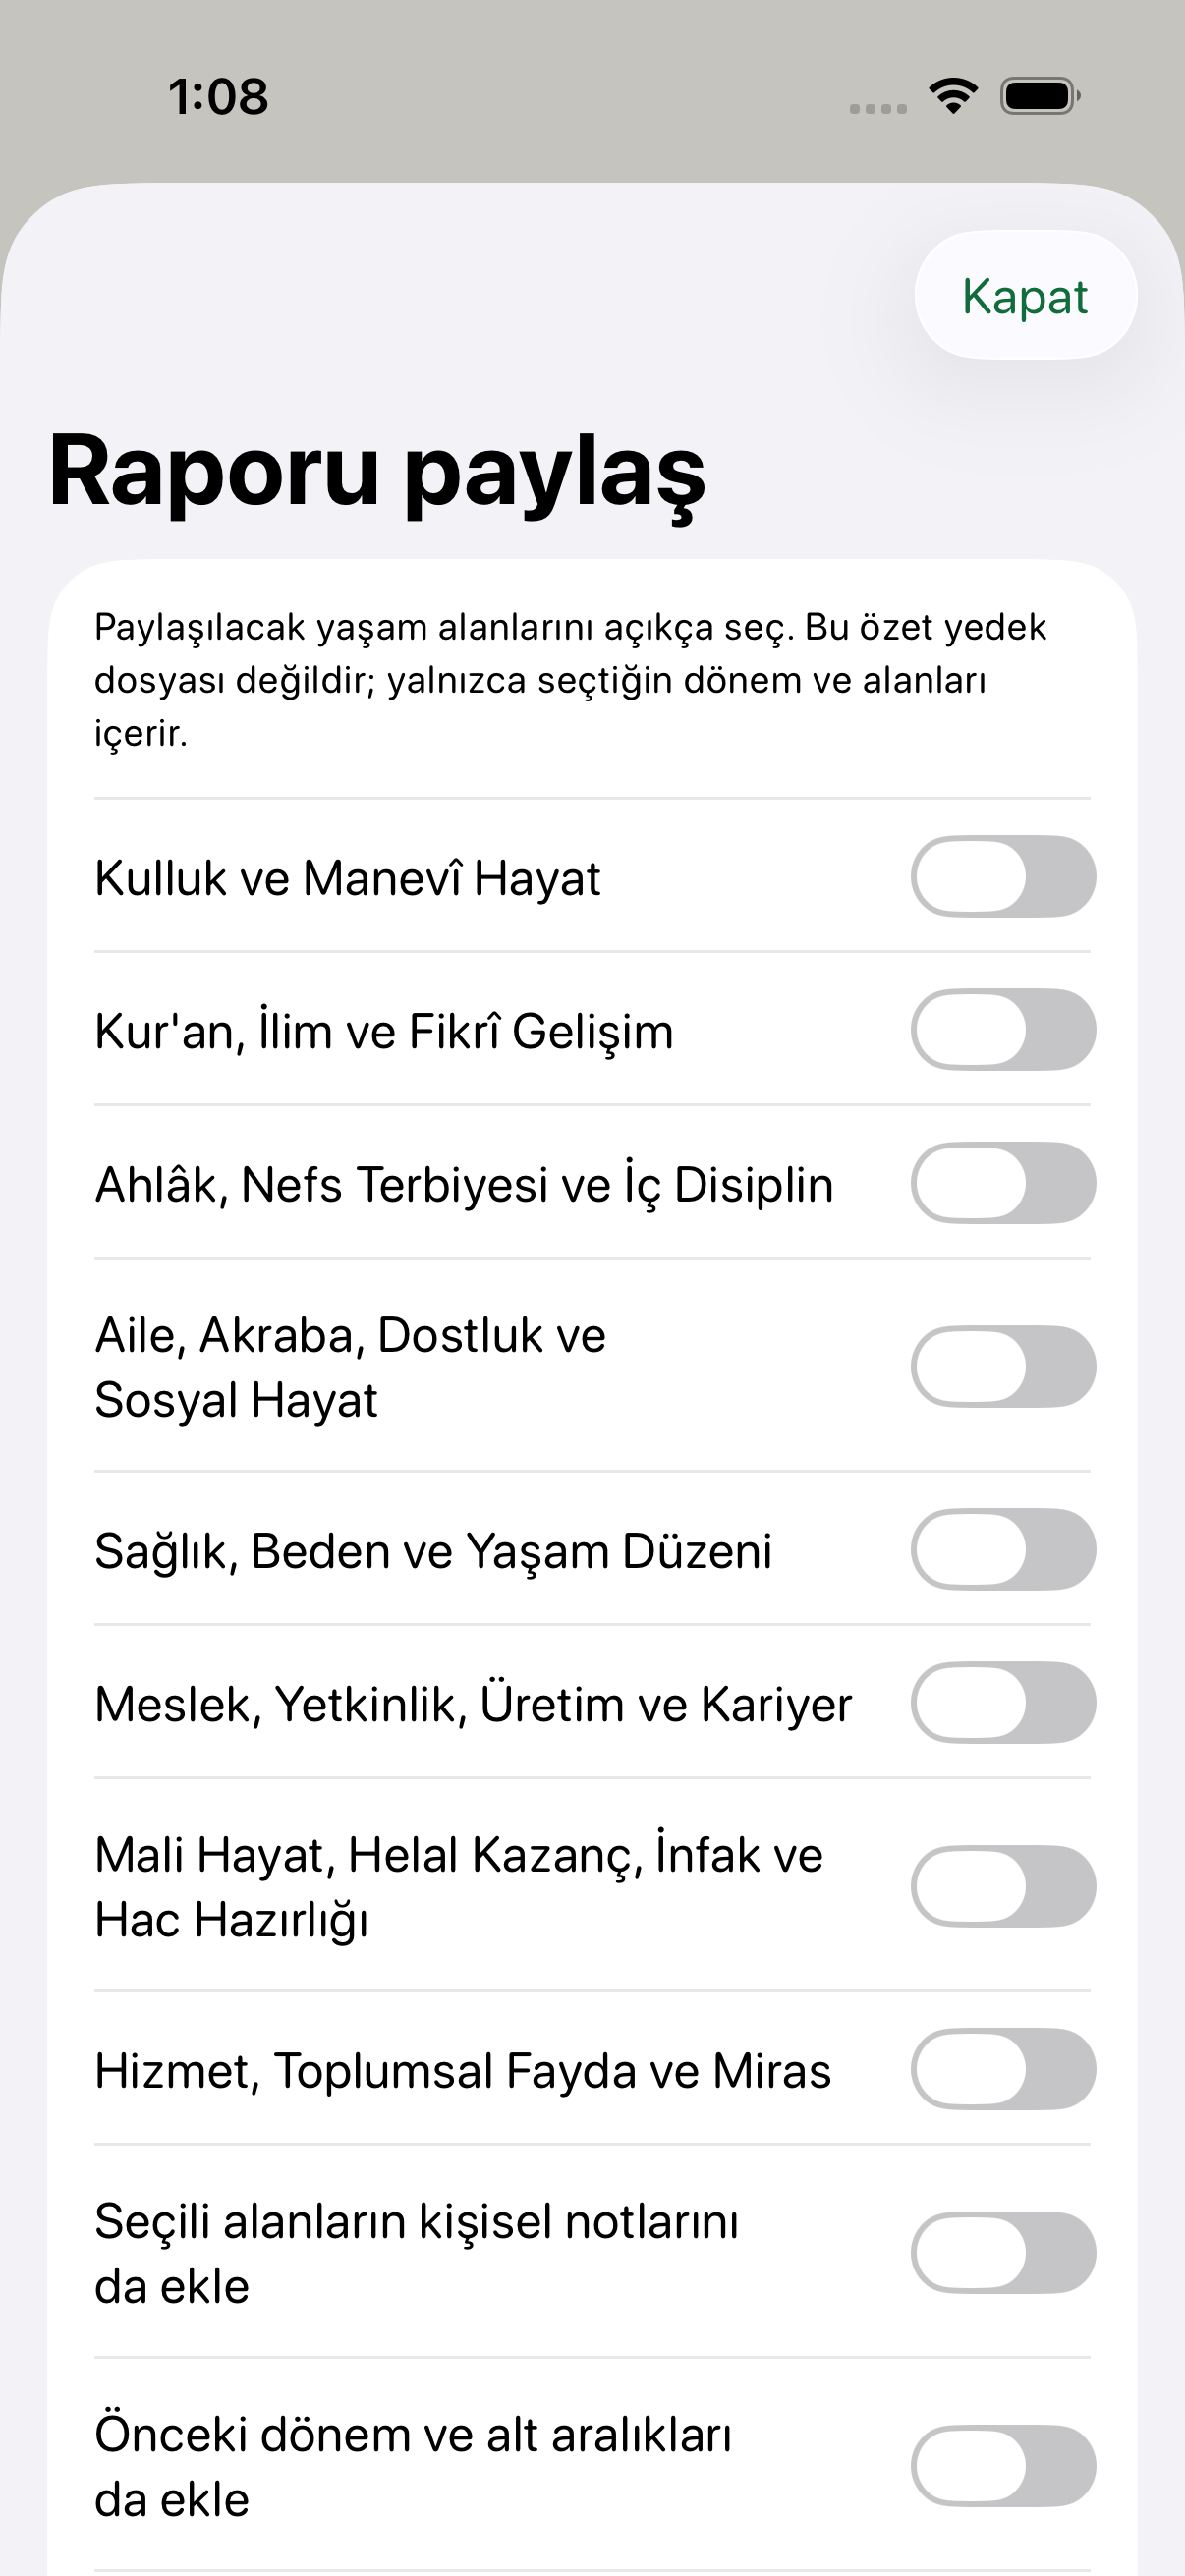 1:08
Kapat
Raporu paylaş
Paylaşılacak yaşam alanlarını açıkça seç. Bu özet yedek
dosyası değildir; yalnızca seçtiğin dönem ve alanları
içerir.
Kulluk ve Manevî Hayat
Kur'an, İlim ve Fikrî Gelişim
Ahlâk, Nefs Terbiyesi ve İç Disiplin
Aile, Akraba, Dostluk ve
Sosyal Hayat
Sağlık, Beden ve Yaşam Düzeni
Meslek, Yetkinlik, Üretim ve Kariyer
Mali Hayat, Helal Kazanç, İnfak ve
Hac Hazırlığı
Hizmet, Toplumsal Fayda ve Miras
Seçili alanların kişisel notlarını
da ekle
Önceki dönem ve alt aralıkları
da ekle